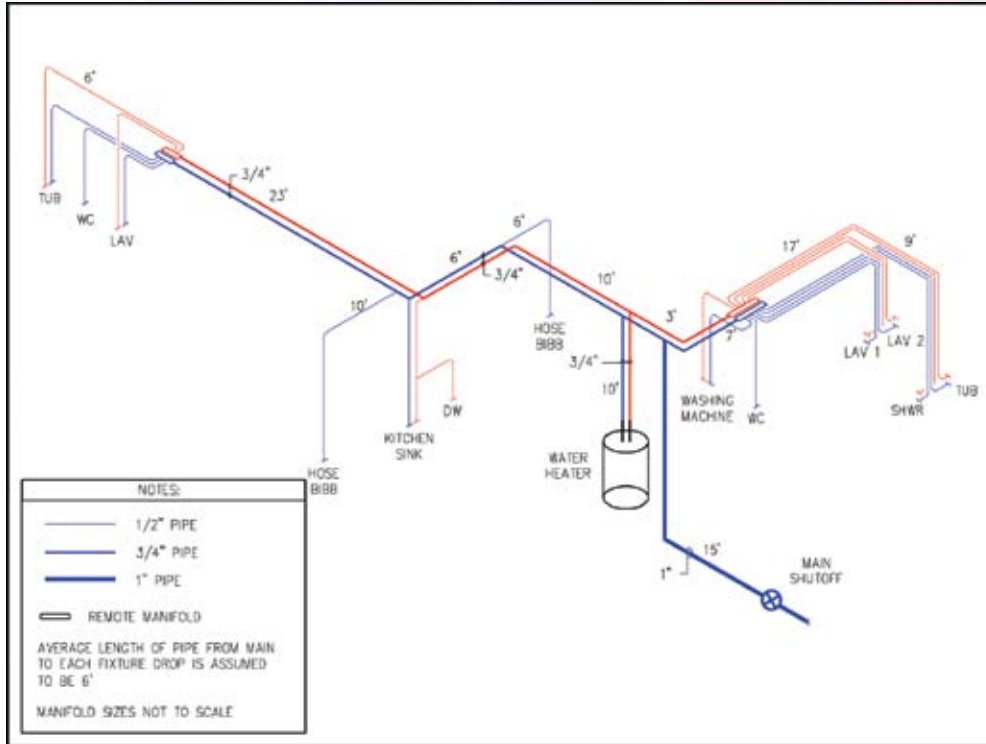 6'
3/4"
23'
TUB
WC
LAV
6'
6'
3/4"
10'
17'
9'
10'
3'
7'
HOSE
BIBB
3/4"
10'
LAV 1
LAV 2
WASHING
MACHINE
WC
SHWR
TUB
DW
KITCHEN
SINK
HOSE
BIBB
WATER
HEATER
15'
1"
MAIN
SHUTOFF
NOTES:
1/2" PIPE
3/4" PIPE
1" PIPE
REMOTE MANIFOLD
AVERAGE LENGTH OF PIPE FROM MAIN
TO EACH FIXTURE DROP IS ASSUMED
TO BE 6'
MANIFOLD SIZES NOT TO SCALE